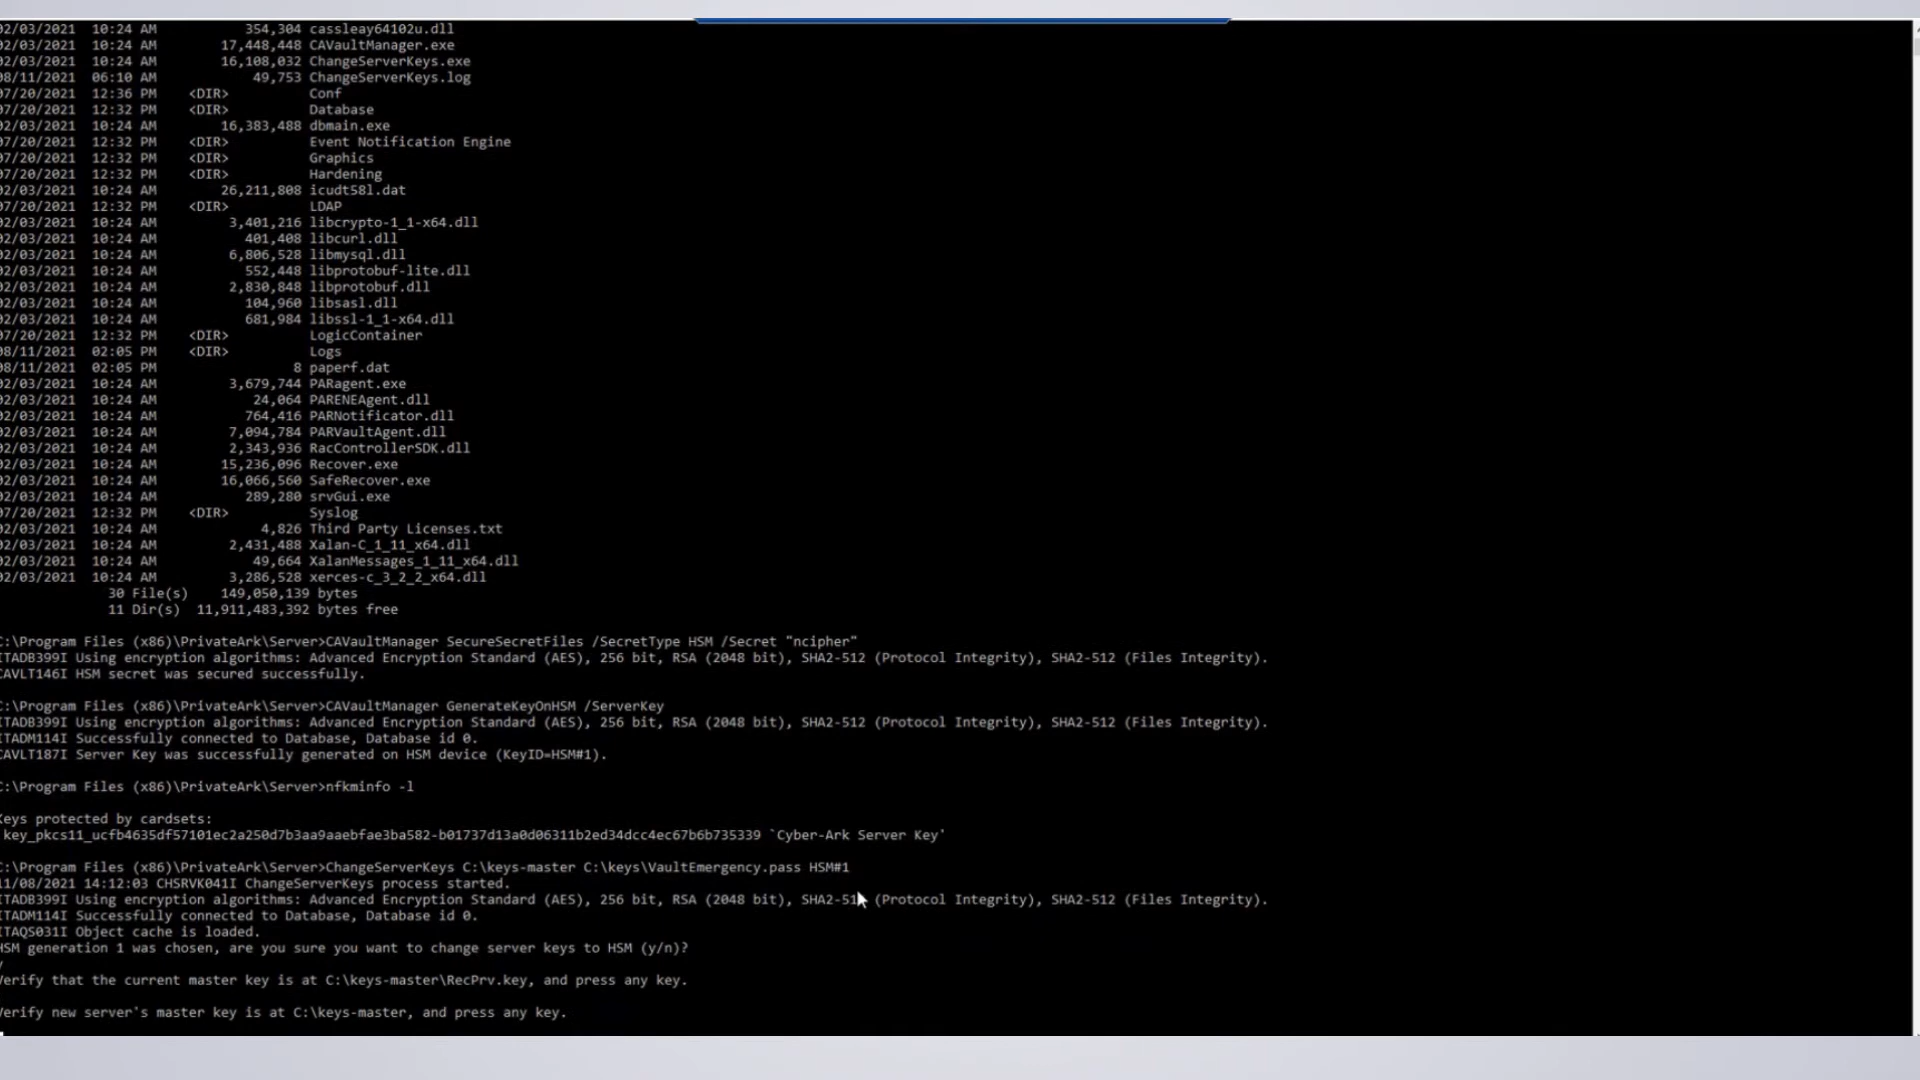 02/03/2021  10:24 AM           354,304 cassleay64102u.dll
02/03/2021  10:24 AM        17,448,448 CAVaultManager.exe
02/03/2021  10:24 AM        16,108,032 ChangeServerKeys.exe
08/11/2021  06:10 AM            49,753 ChangeServerKeys.log
07/20/2021  12:36 PM    <DIR>          Conf
07/20/2021  12:32 PM    <DIR>          Database
02/03/2021  10:24 AM        16,383,488 dbmain.exe
07/20/2021  12:32 PM    <DIR>          Event Notification Engine
07/20/2021  12:32 PM    <DIR>          Graphics
07/20/2021  12:32 PM    <DIR>          Hardening
02/03/2021  10:24 AM        26,211,808 icudt58l.dat
07/20/2021  12:32 PM    <DIR>          LDAP
02/03/2021  10:24 AM         3,401,216 libcrypto-1_1-x64.dll
02/03/2021  10:24 AM           401,408 libcurl.dll
02/03/2021  10:24 AM         6,806,528 libmysql.dll
02/03/2021  10:24 AM           552,448 libprotobuf-lite.dll
02/03/2021  10:24 AM         2,830,848 libprotobuf.dll
02/03/2021  10:24 AM           104,960 libsasl.dll
02/03/2021  10:24 AM           681,984 libssl-1_1-x64.dll
07/20/2021  12:32 PM    <DIR>          LogicContainer
08/11/2021  02:05 PM    <DIR>          Logs
08/11/2021  02:05 PM                 8 paperf.dat
02/03/2021  10:24 AM         3,679,744 PARagent.exe
02/03/2021  10:24 AM            24,064 PARENEAgent.dll
02/03/2021  10:24 AM           764,416 PARNotificator.dll
02/03/2021  10:24 AM         7,094,784 PARVaultAgent.dll
02/03/2021  10:24 AM         2,343,936 RacControllerSDK.dll
02/03/2021  10:24 AM        15,236,096 Recover.exe
02/03/2021  10:24 AM        16,066,560 SafeRecover.exe
02/03/2021  10:24 AM           289,280 srvGui.exe
07/20/2021  12:32 PM    <DIR>          Syslog
02/03/2021  10:24 AM             4,826 Third Party Licenses.txt
02/03/2021  10:24 AM         2,431,488 Xalan-C_1_11_x64.dll
02/03/2021  10:24 AM            49,664 XalanMessages_1_11_x64.dll
02/03/2021  10:24 AM         3,286,528 xerces-c_3_2_2_x64.dll
30 File(s)    149,050,139 bytes
11 Dir(s)  11,911,483,392 bytes free
C:\Program Files (x86)\PrivateArk\Server>CAVaultManager SecureSecretFiles /SecretType HSM /Secret "ncipher"
ITADB399I Using encryption algorithms: Advanced Encryption Standard (AES), 256 bit, RSA (2048 bit), SHA2-512 (Protocol Integrity), SHA2-512 (Files Integrity).
CAVLT146I HSM secret was secured successfully.
C:\Program Files (x86)\PrivateArk\Server>CAVaultManager GenerateKeyOnHSM /ServerKey
ITADB399I Using encryption algorithms: Advanced Encryption Standard (AES), 256 bit, RSA (2048 bit), SHA2-512 (Protocol Integrity), SHA2-512 (Files Integrity).
ITADM114I Successfully connected to Database, Database id 0.
CAVLT187I Server Key was successfully generated on HSM device (KeyID=HSM#1).
C:\Program Files (x86)\PrivateArk\Server>nfkminfo -l
Keys protected by cardsets:
key_pkcs11_ucfb4635df57101ec2a250d7b3aa9aaebfae3ba582-b01737d13a0d06311b2ed34dcc4ec67b6b735339 `Cyber-Ark Server Key'
C:\Program Files (x86)\PrivateArk\Server>ChangeServerKeys C:\keys-master C:\keys\VaultEmergency.pass HSM#1
11/08/2021 14:12:03 CHSRVK041I ChangeServerKeys process started.
ITADB399I Using encryption algorithms: Advanced Encryption Standard (AES), 256 bit, RSA (2048 bit), SHA2-512 (Protocol Integrity), SHA2-512 (Files Integrity).
ITADM114I Successfully connected to Database, Database id 0.
ITAQS031I Object cache is loaded.
HSM generation 1 was chosen, are you sure you want to change server keys to HSM (y/n)?
y
Verify that the current master key is at C:\keys-master\RecPrv.key, and press any key.
Verify new server's master key is at C:\keys-master, and press any key.